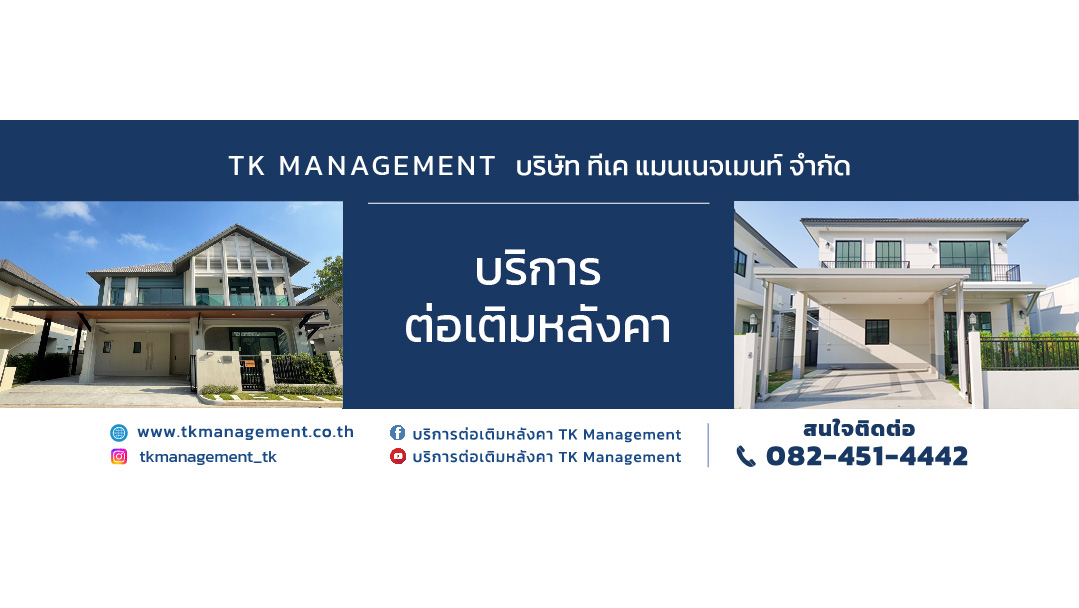 TK MANAGEMENT บริษัท ทีเค แมนเนจเมนท์ จำกัด
บริการ
ต่อเติมหลังคา
www.tkmanagement.co.th
tkmanagement_tk
บริการต่อเติมหลังคา TK Management
บริการต่อเติมหลังคา TK Management
สนใจติดต่อ
082-451-4442